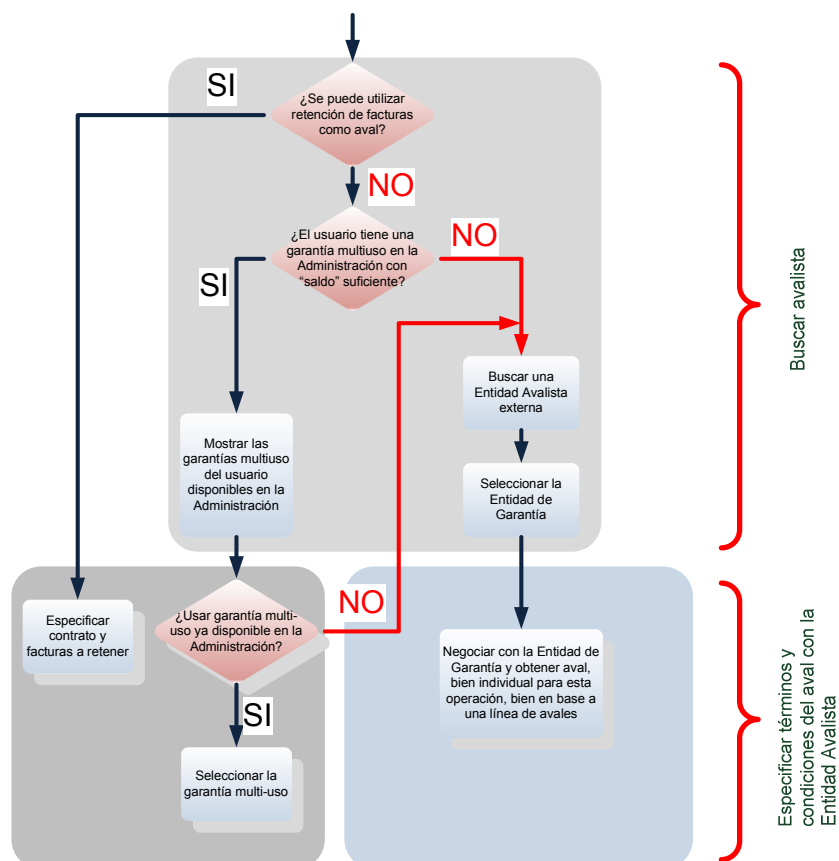 SI
¿Se puede utilizar
retención de facturas
como aval?
NO
¿El usuario tiene una
garantía multiuso en la
Administración con
“saldo” suficiente?
NO
SI
Buscar una
Entidad Avalista
externa
Mostrar las
garantías multiuso
del usuario
disponibles en la
Administración
Seleccionar la
Entidad de
Garantía
Buscar avalista
Especificar
contrato y
facturas a retener
¿Usar garantía multi-
uso ya disponible en la
Administración?
NO
SI
Seleccionar la
garantía multi-uso
Negociar con la Entidad de
Garantía y obtener aval,
bien individual para esta
operación, bien en base a
una línea de avales
Especificar términos y
condiciones del aval con la
Entidad Avalista